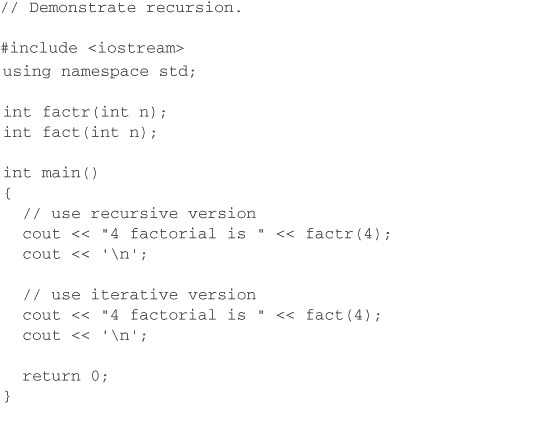 // Demonstrate recursion.
#include <iostream>
using namespace std;
int factr(int n);
int fact(int n);
int main()
{
// use recursive version
cout << "4 factorial is " << factr(4);
cout << '\n';
// use iterative version
cout << "4 factorial is " << fact(4);
cout << '\n';
return 0;
}